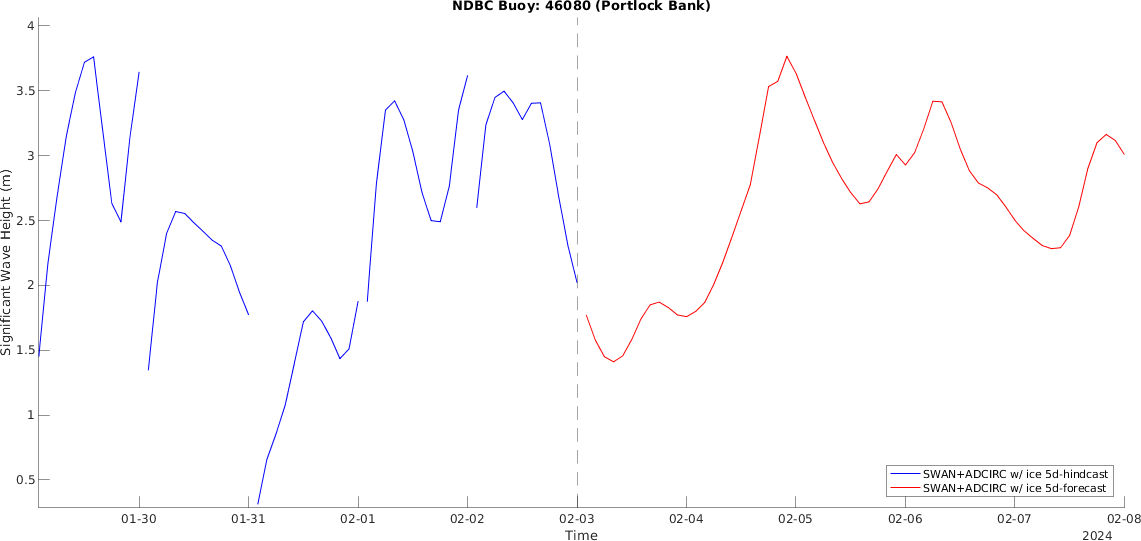 NDBC Buoy: 46080 (Portlock Bank)
4
3.5
3
2.5
2
1.5
1
0.5
Significant Wave Height (m)
01-30 01-31 02-01 02-02 02-03 02-04 02-05 02-06 02-07 02-08
Time
2024
SWAN+ADCIRC w/ ice 5d-hindcast
SWAN+ADCIRC w/ ice 5d-forecast